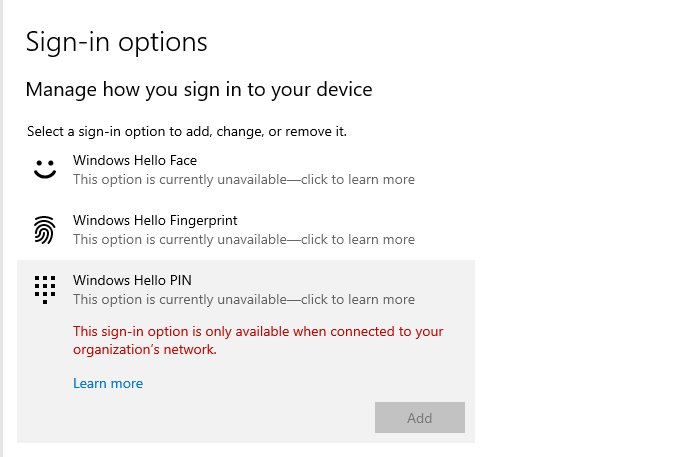 Sign-in options
Manage how you sign in to your device
Select a sign-in option to add, change, or remove it.
Windows Hello Face
This option is currently unavailable—click to learn more
Windows Hello Fingerprint
This option is currently unavailable—click to learn more
Windows Hello PIN
This option is currently unavailable—click to learn more
This sign-in option is only available when connected to your
organization’s network.
Learn more
Add